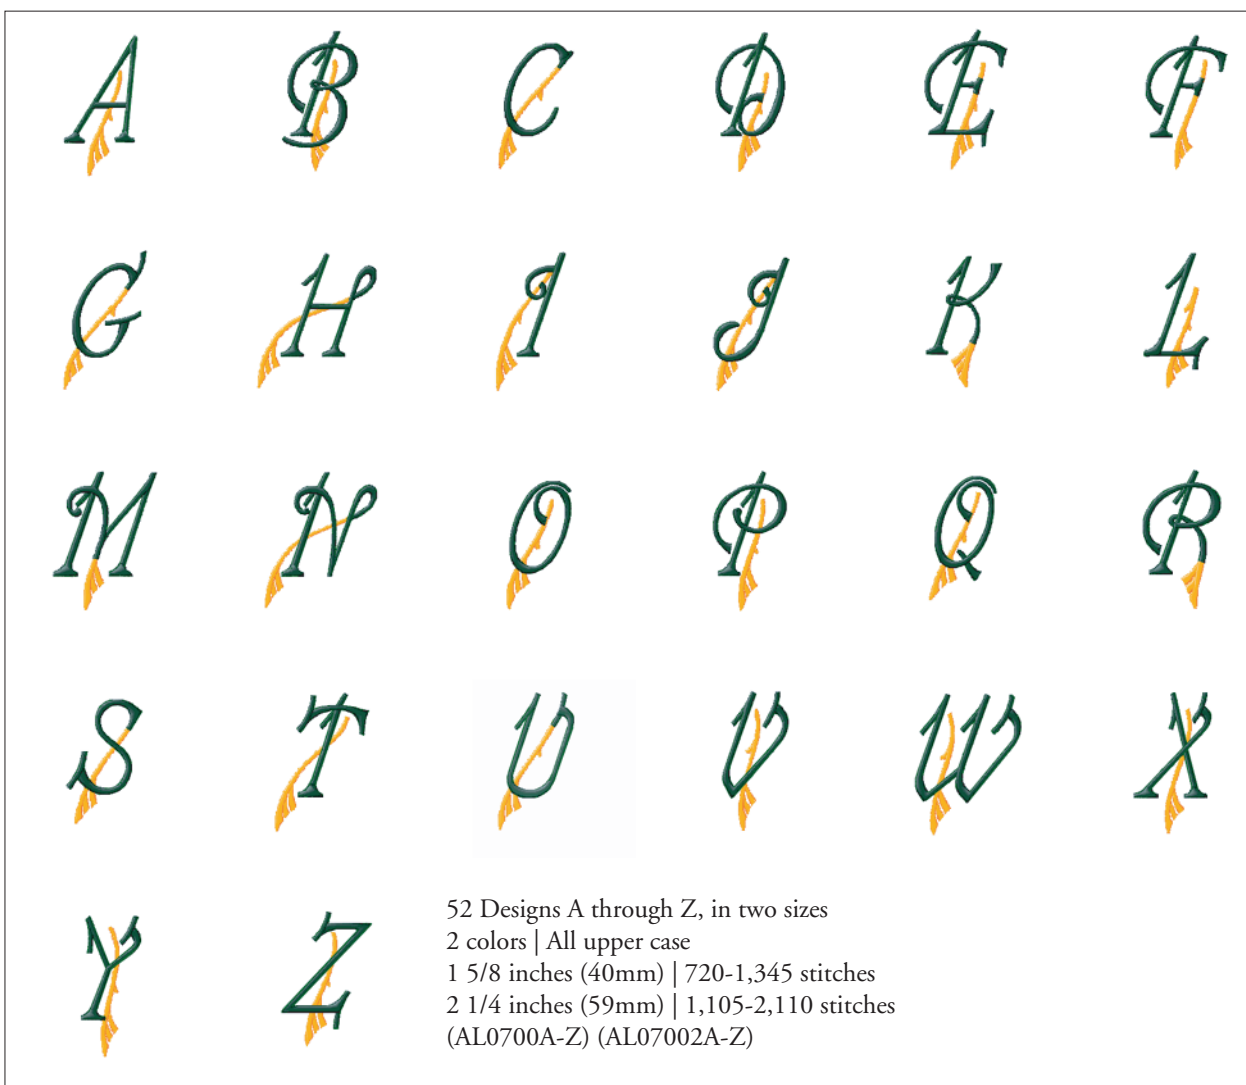 A B C D E F
G H I J K L
M N O P Q R
S T U V W X
Y Z
52 Designs A through Z, in two sizes
2 colors | All upper case
1 5/8 inches (40mm) | 720-1,345 stitches
2 1/4 inches (59mm) | 1,105-2,110 stitches
(AL0700A-Z) (AL07002A-Z)